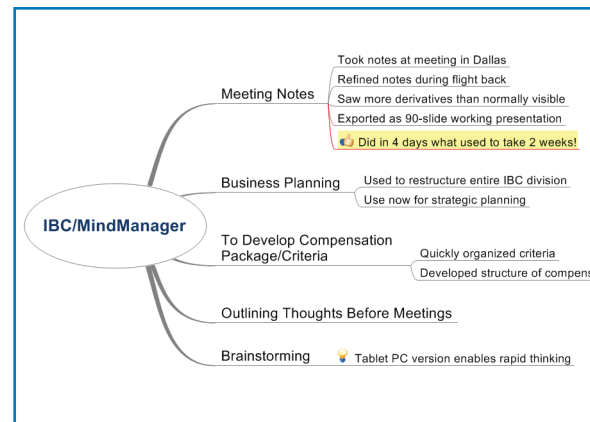 IBC/MindManager
Meeting Notes
Took notes at meeting in Dallas
Refined notes during flight back
Saw more derivatives than normally visible
Exported as 90-slide working presentation
Did in 4 days what used to take 2 weeks!
Business Planning
Used to restructure entire IBC division
Use now for strategic planning
To Develop Compensation
Package/Criteria
Quickly organized criteria
Developed structure of
Outlining Thoughts Before Meetings
Brainstorming
Tablet PC version enables rapid thinking